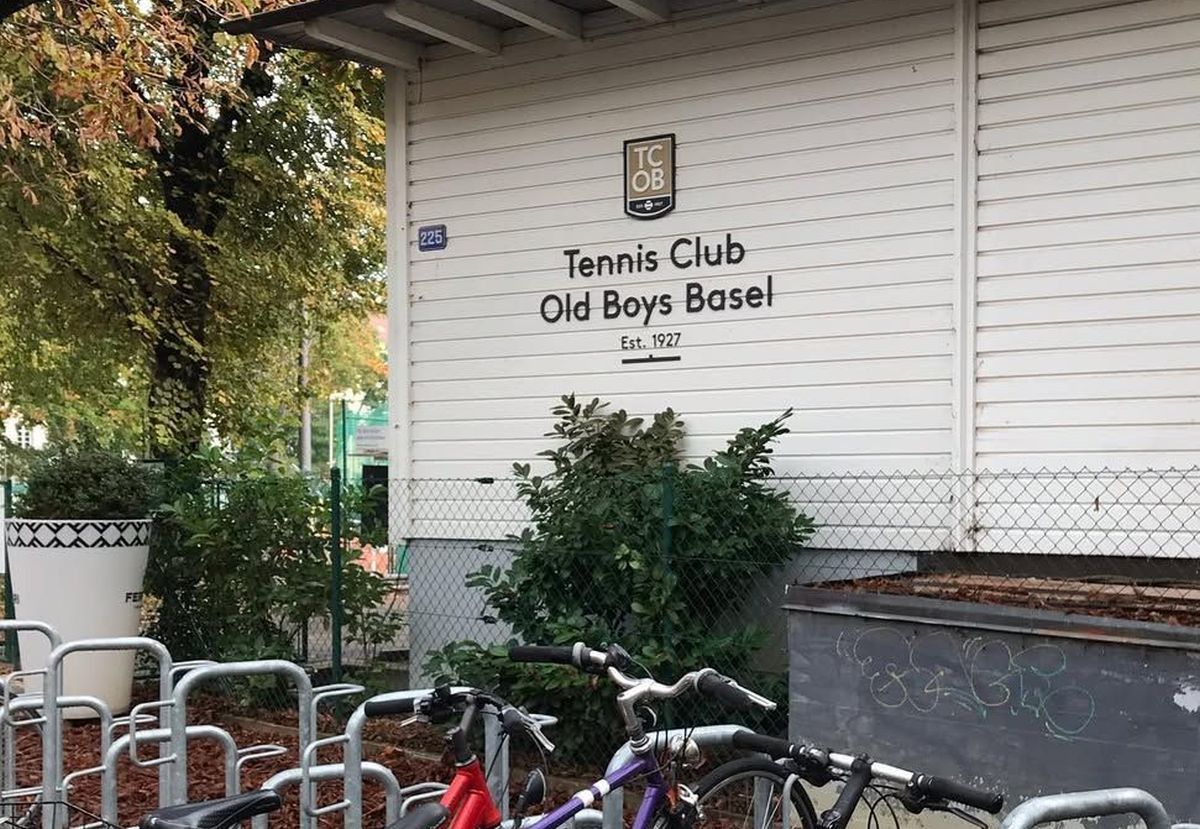 TC
OB
225
Tennis Club
Old Boys Basel
Est. 1927